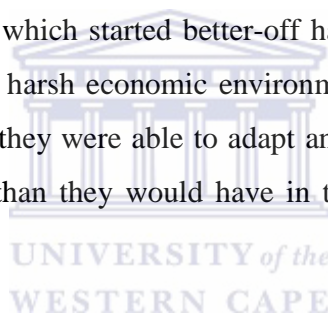 which started better-off ha
harsh economic environm
they were able to adapt an
than they would have in t
UNIVERSITY of the
WESTERN CAPE